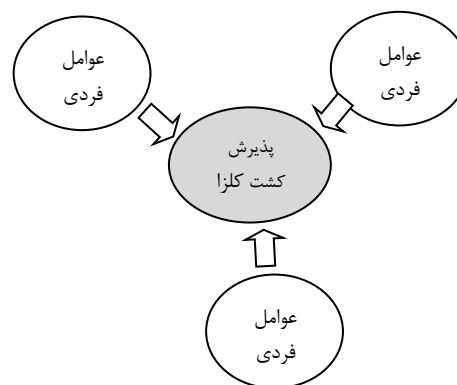 عوامل
فردی
عوامل
فردی
پذیرش
کشت کلزا
عوامل
فردی